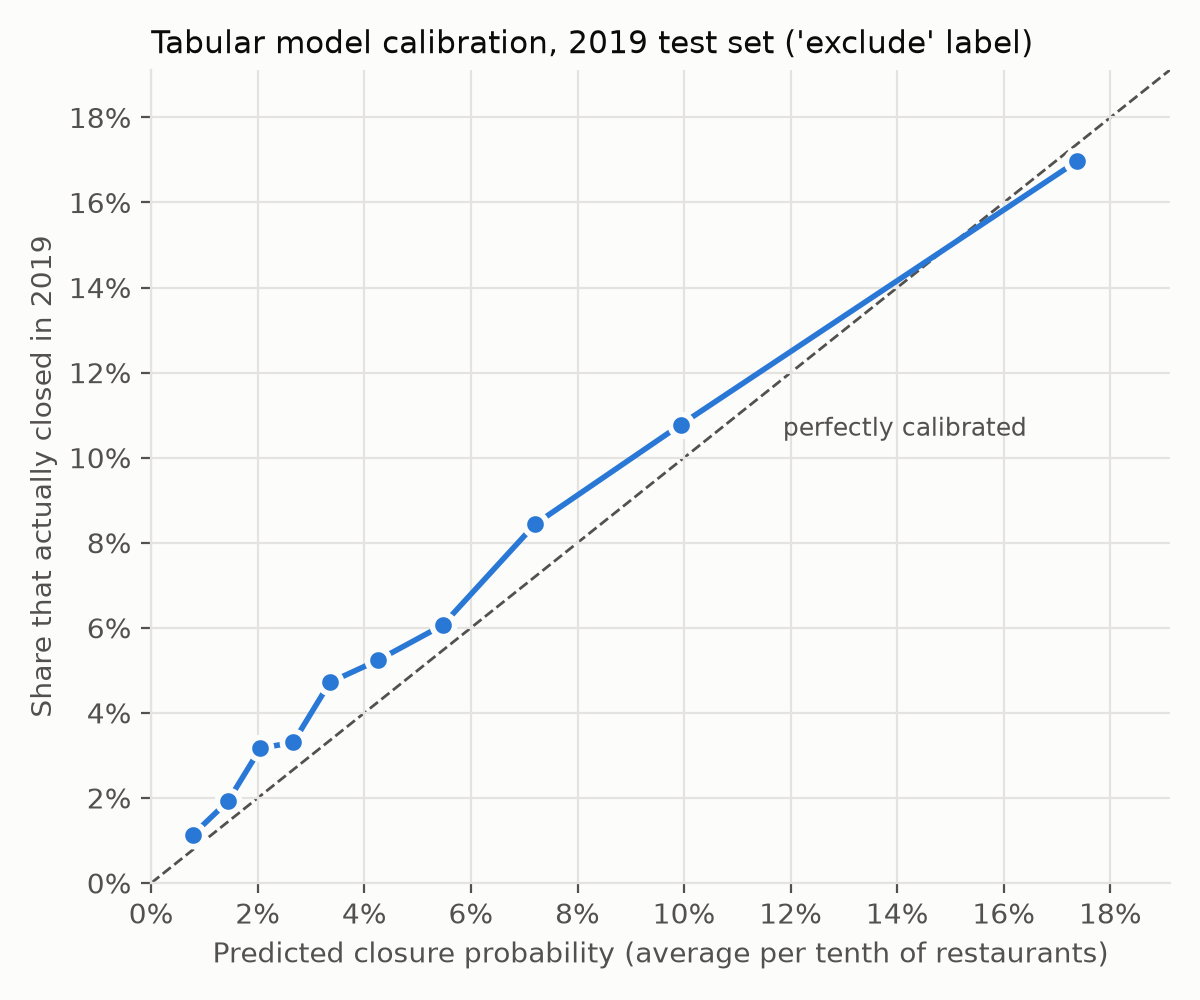 Tabular model calibration, 2019 test set ('exclude' label)
Share that actually closed in 2019
18%
16%
14%
12%
10%
8%
6%
4%
2%
0%
perfectly calibrated
0% 2% 4% 6% 8% 10% 12% 14% 16% 18%
Predicted closure probability (average per tenth of restaurants)